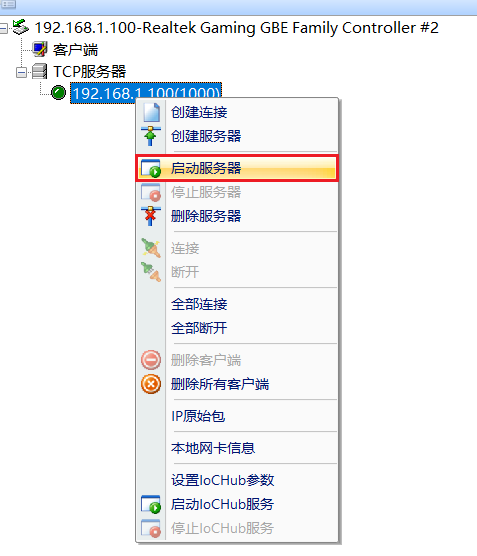 192.168.1.100-Realtek Gaming GBE Family Controller #2
客户端
TCP服务器
192.168.1.100(1000)
创建连接
创建服务器
启动服务器
停止服务器
删除服务器
连接
断开
全部连接
全部断开
删除客户端
删除所有客户端
IP原始包
本地网卡信息
设置IoCHub参数
启动IoCHub服务
停止IoCHub服务